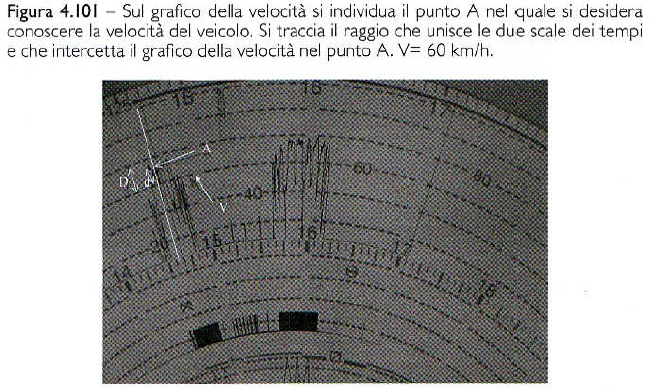 Figura 4.101 – Sul grafico della velocità si individua il punto A nel quale si desidera
conoscere la velocità del veicolo. Si traccia il raggio che unisce le due scale dei tempi
e che intercetta il grafico della velocità nel punto A. V= 60 km/h.
15 16 17
A
D
60 80
40
V
15 16 17
14 18